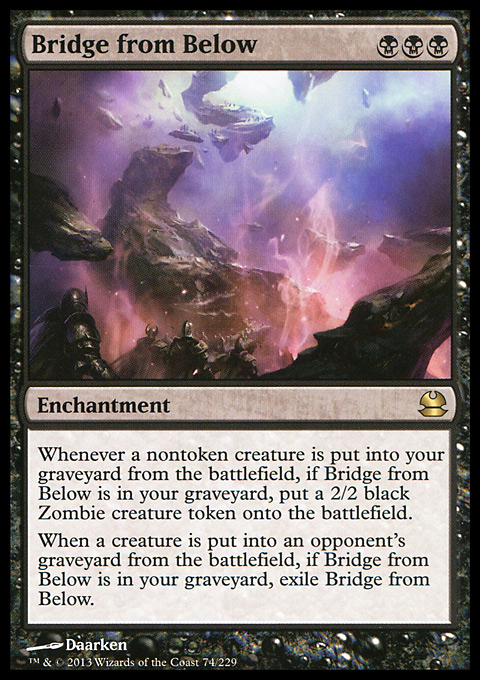 Bridge from Below
Enchantment
Whenever a nontoken creature is put into your
graveyard from the battlefield, if Bridge from
Below is in your graveyard, put a 2/2 black
Zombie creature token onto the battlefield.
When a creature is put into an opponent's
graveyard from the battlefield, if Bridge from
Below is in your graveyard, exile Bridge from
Below.
Daarken
™ & © 2013 Wizards of the Coast 74/229